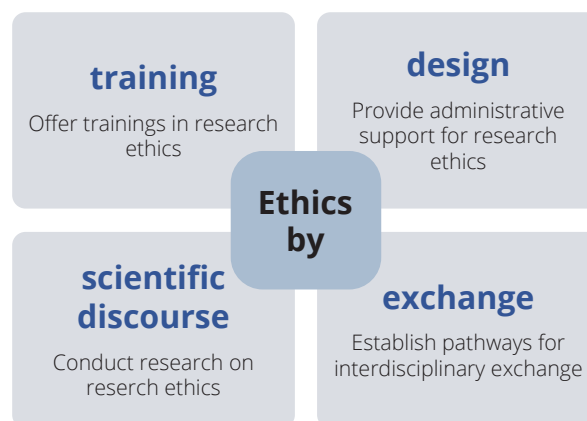 training
Offer trainings in research
ethics
design
Provide administrative
support for research
ethics
Ethics
by
scientific
discourse
Conduct research on
reserch ethics
exchange
Establish pathways for
interdisciplinary exchange